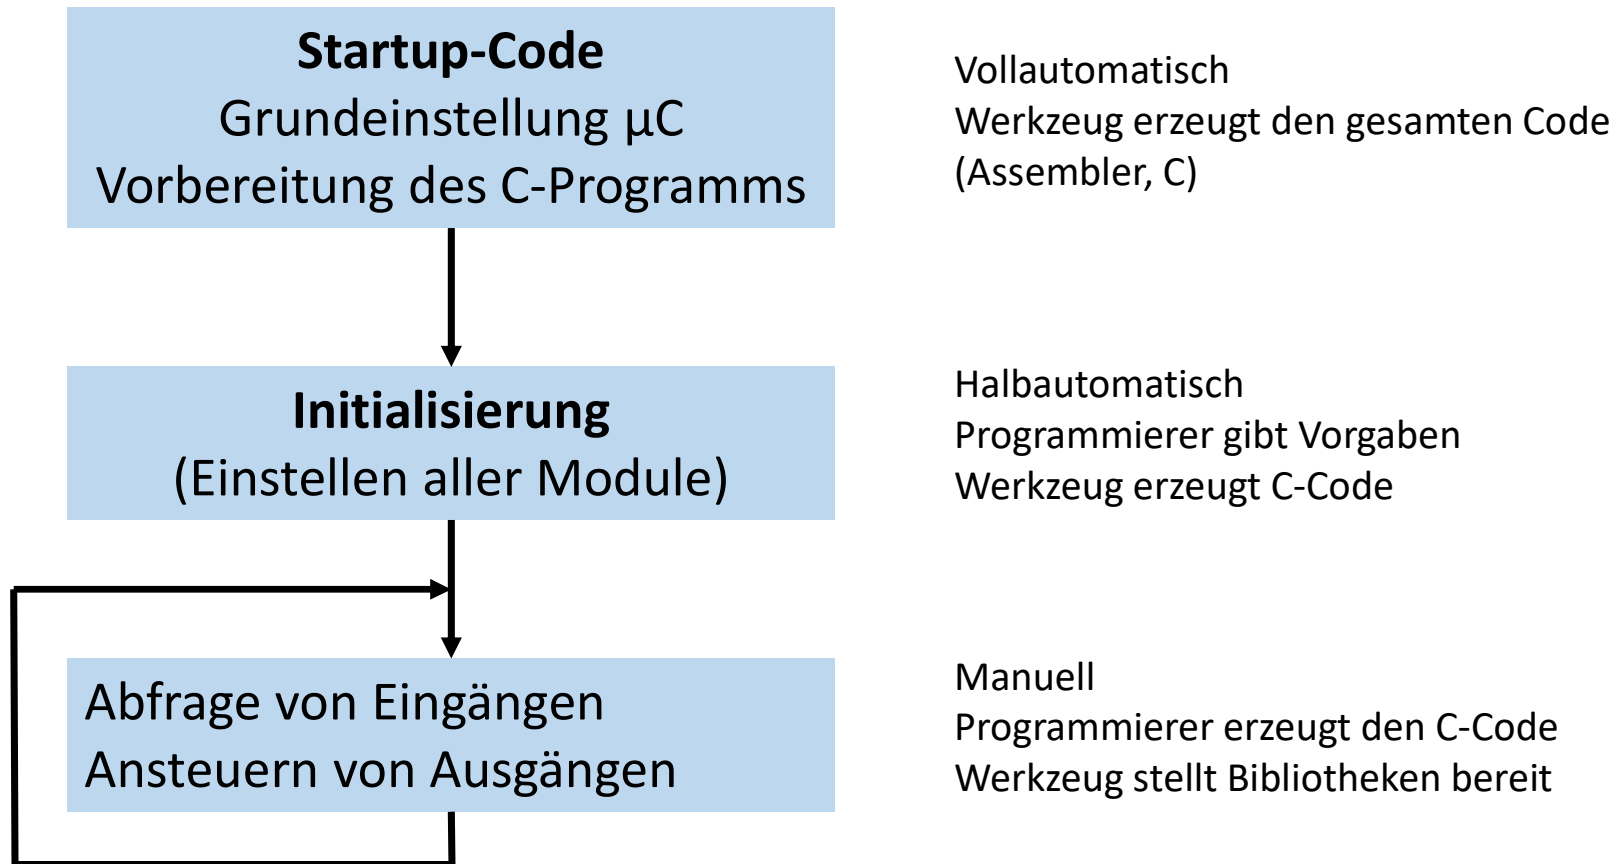 Startup-Code
Grundeinstellung µC
Vorbereitung des C-Programms
Vollautomatisch
Werkzeug erzeugt den gesamten Code
(Assembler, C)
Initialisierung
(Einstellen aller Module)
Halbautomatisch
Programmierer gibt Vorgaben
Werkzeug erzeugt C-Code
Abfrage von Eingängen
Ansteuern von Ausgängen
Manuell
Programmierer erzeugt den C-Code
Werkzeug stellt Bibliotheken bereit